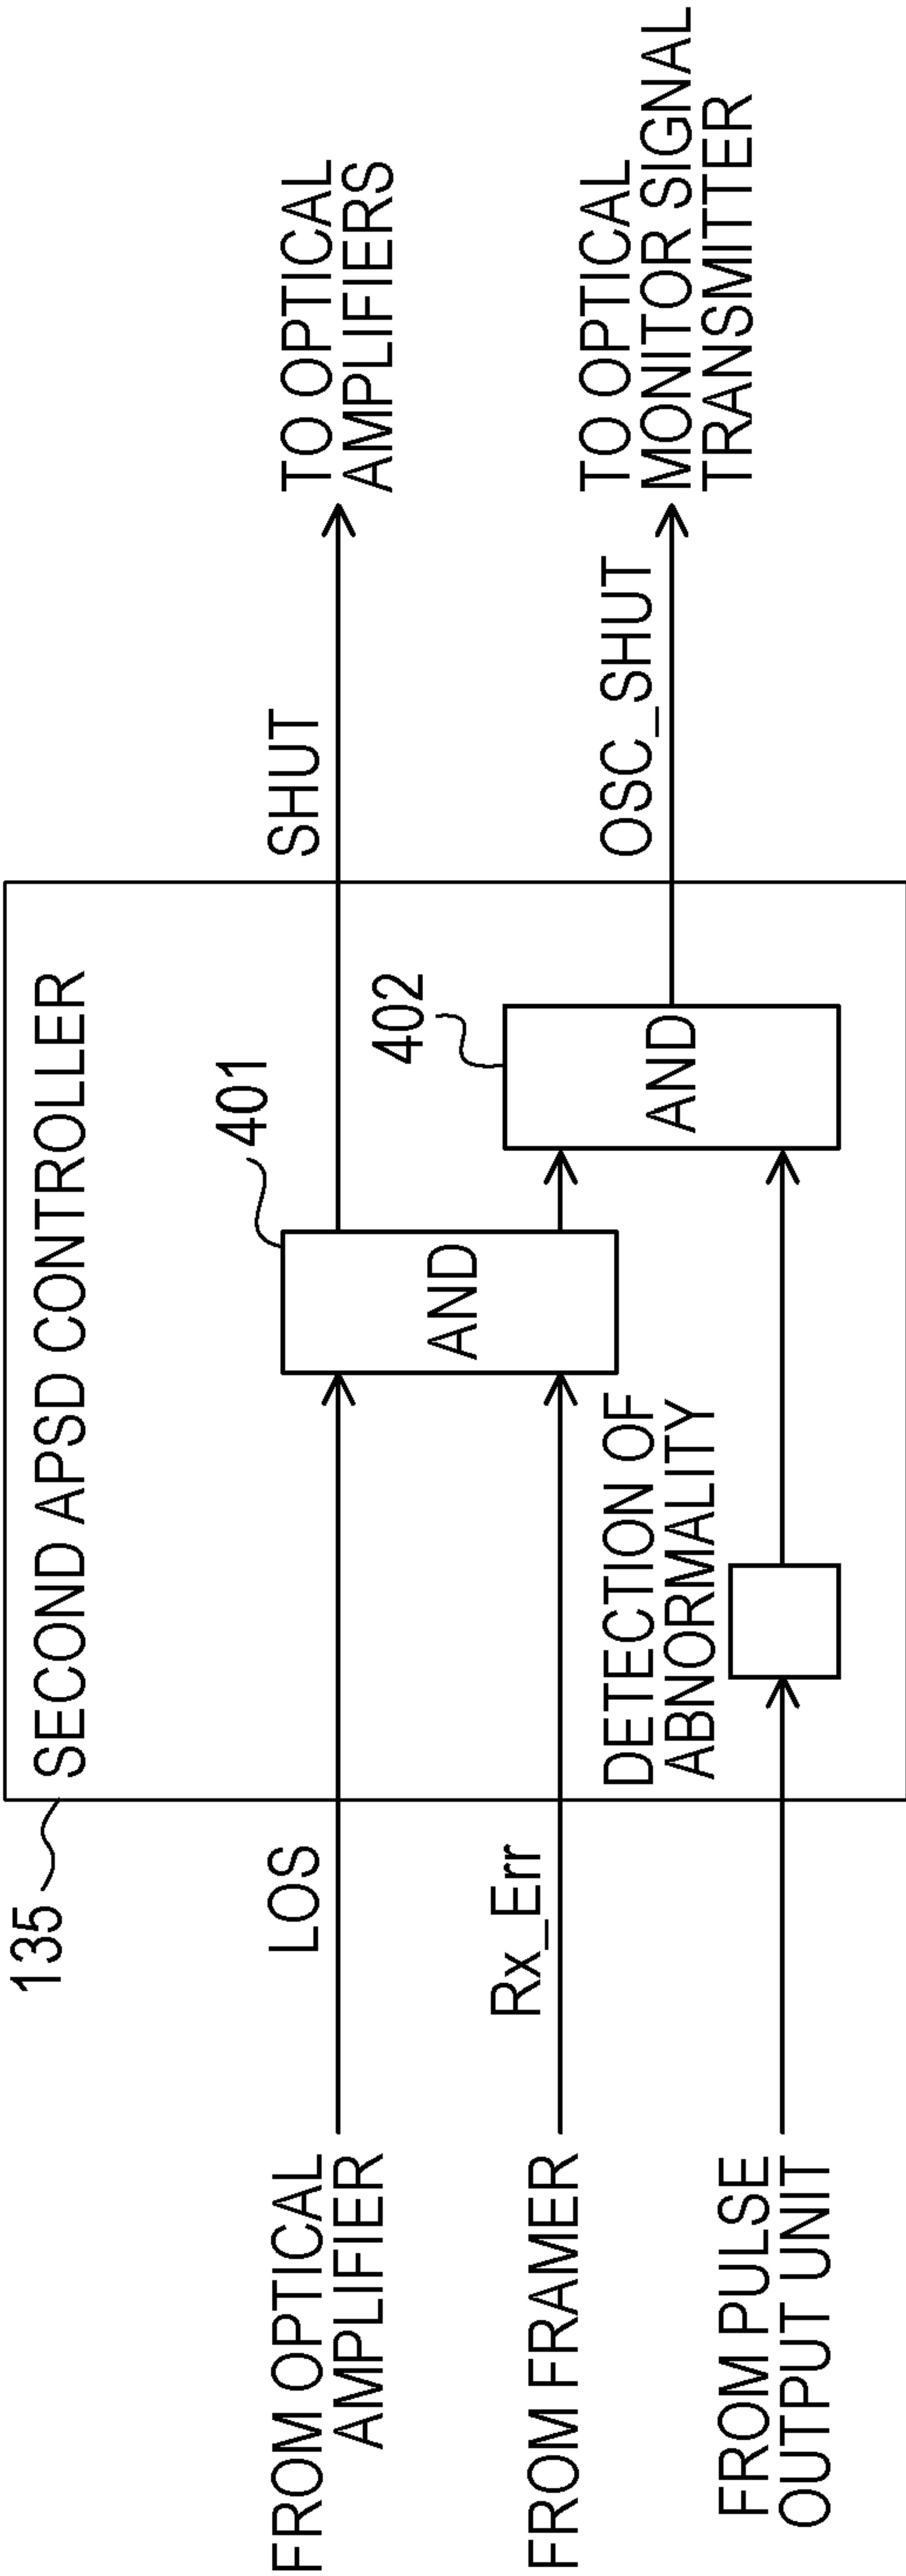 135
SECOND APSD CONTROLLER
FROM OPTICAL
AMPLIFIER
LOS
401
SHUT
TO OPTICAL
AMPLIFIERS
AND
402
FROM FRAMER
Rx_Err
AND
OSC_SHUT
TO OPTICAL
MONITOR SIGNAL
TRANSMITTER
DETECTION OF
ABNORMALITY
FROM PULSE
OUTPUT UNIT